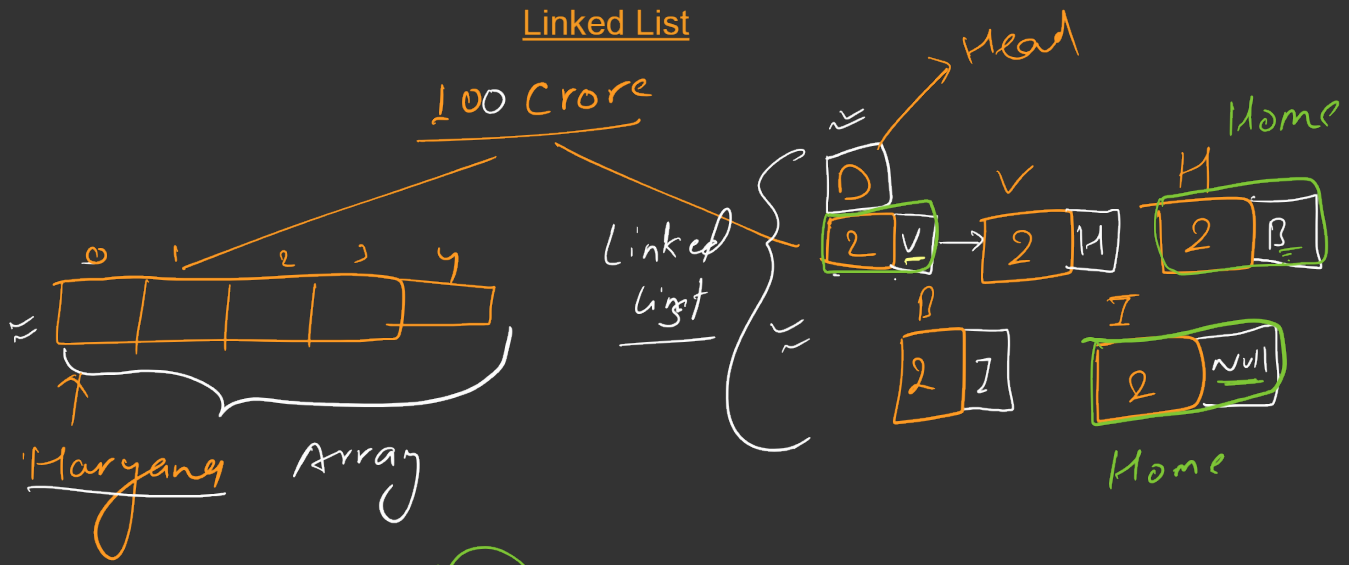 Linked List
100 Crore
Head
Home
D
V
H
2 V
2 H
2 B
Linked
List
0 1 2 3 4
B
I
2 I
2 Null
Haryana
Array
Home